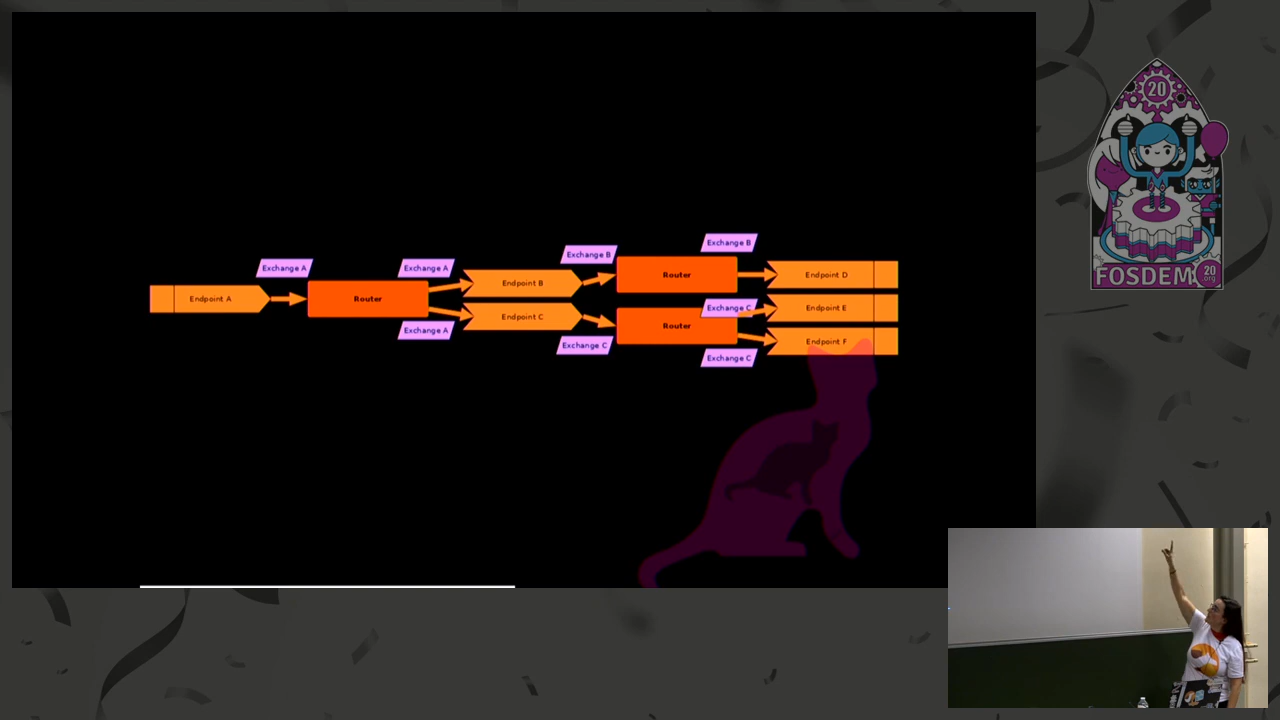 Exchange B
Exchange B
Exchange A
Exchange A
Endpoint A
Router
Endpoint B
Router
Endpoint D
Endpoint C
Exchange C
Router
Endpoint E
Exchange A
Exchange C
Endpoint F
Exchange C
20
FOSDEM
20
.org